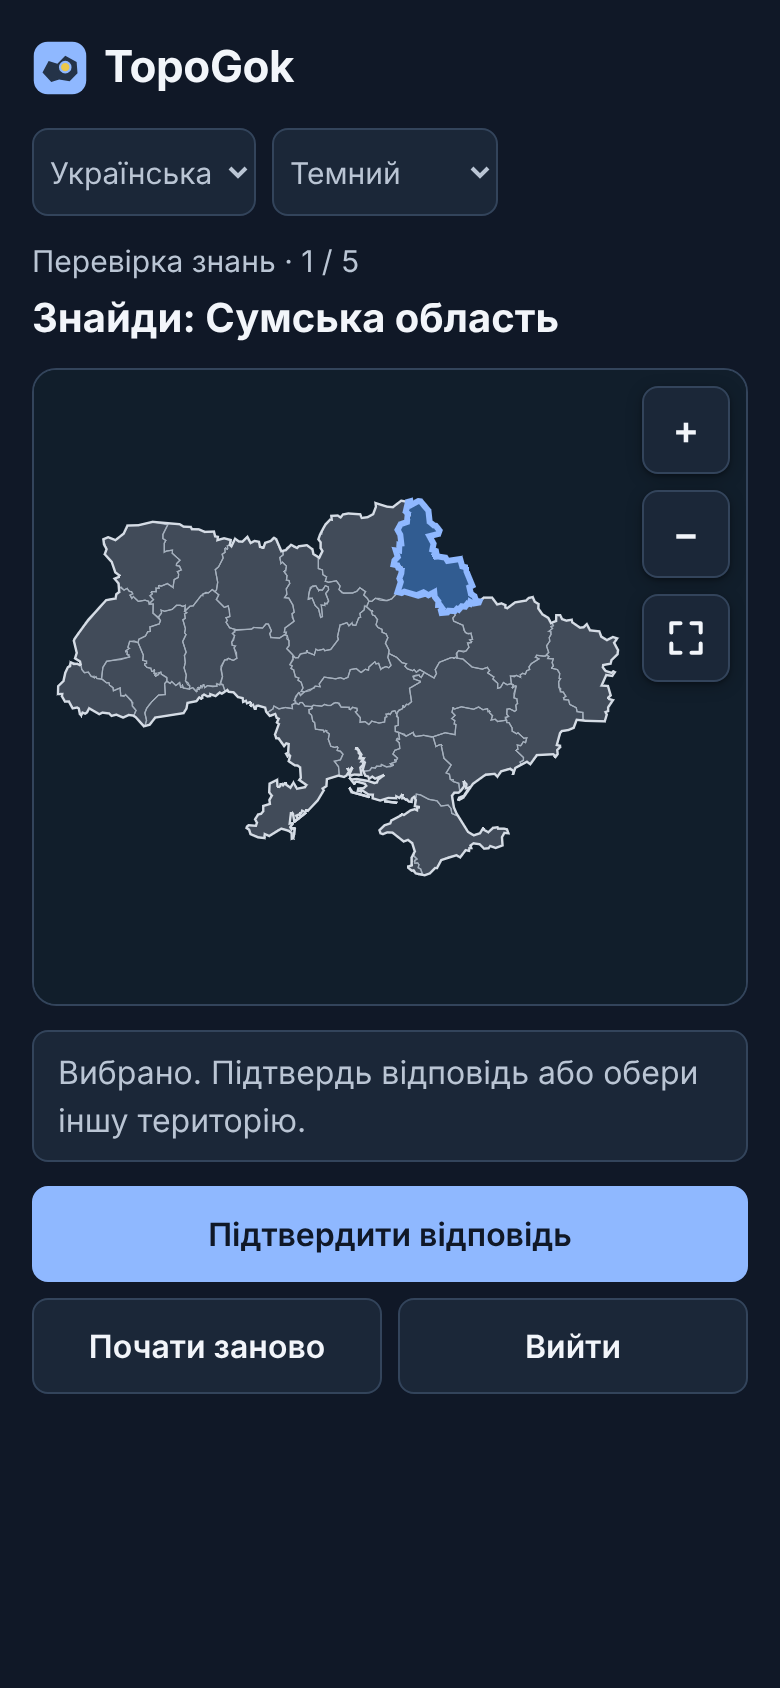 TopoGok
Українська
Темний
Перевірка знань · 1 / 5
Знайди: Сумська область
+
−
Вибрано. Підтвердь відповідь або обери
іншу територію.
Підтвердити відповідь
Почати заново
Вийти